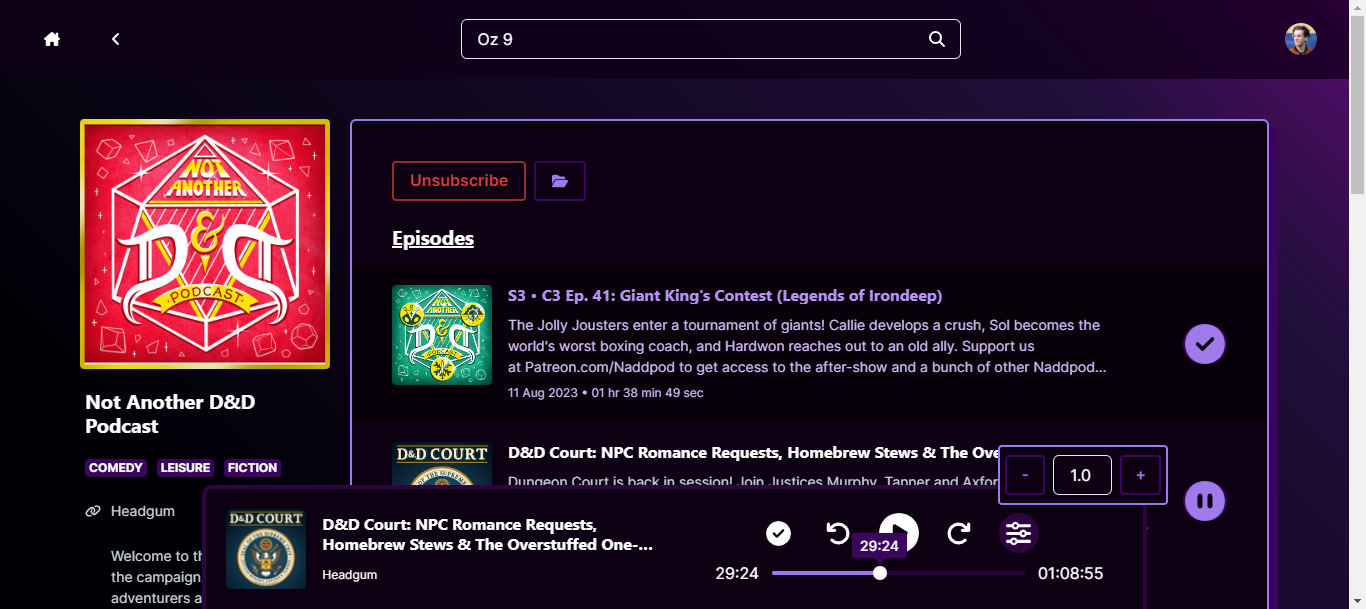 Oz 9
NOT
ANOTHER
D&D
PODCAST
Not Another D&D
Podcast
COMEDY LEISURE FICTION
Headgum
Welcome to th
the campaign
adventurers a
Unsubscribe
Episodes
NOT
ANOTHER
D&D
PODCAST
S3 • C3 Ep. 41: Giant King's Contest (Legends of Irondeep)
The Jolly Jousters enter a tournament of giants! Callie develops a crush, Sol becomes the
world's worst boxing coach, and Hardwon reaches out to an old ally. Support us
at Patreon.com/Naddpod to get access to the after-show and a bunch of other Naddpod...
11 Aug 2023 • 01 hr 38 min 49 sec
D&D COURT
D&D Court: NPC Romance Requests, Homebrew Stews & The Ove
Dungeon Court is back in session! Join Justices Murphy, Tanner and Axfor
- 1.0 +
D&D COURT
D&D Court: NPC Romance Requests,
Homebrew Stews & The Overstuffed One-...
Headgum
29:24
29:24
01:08:55